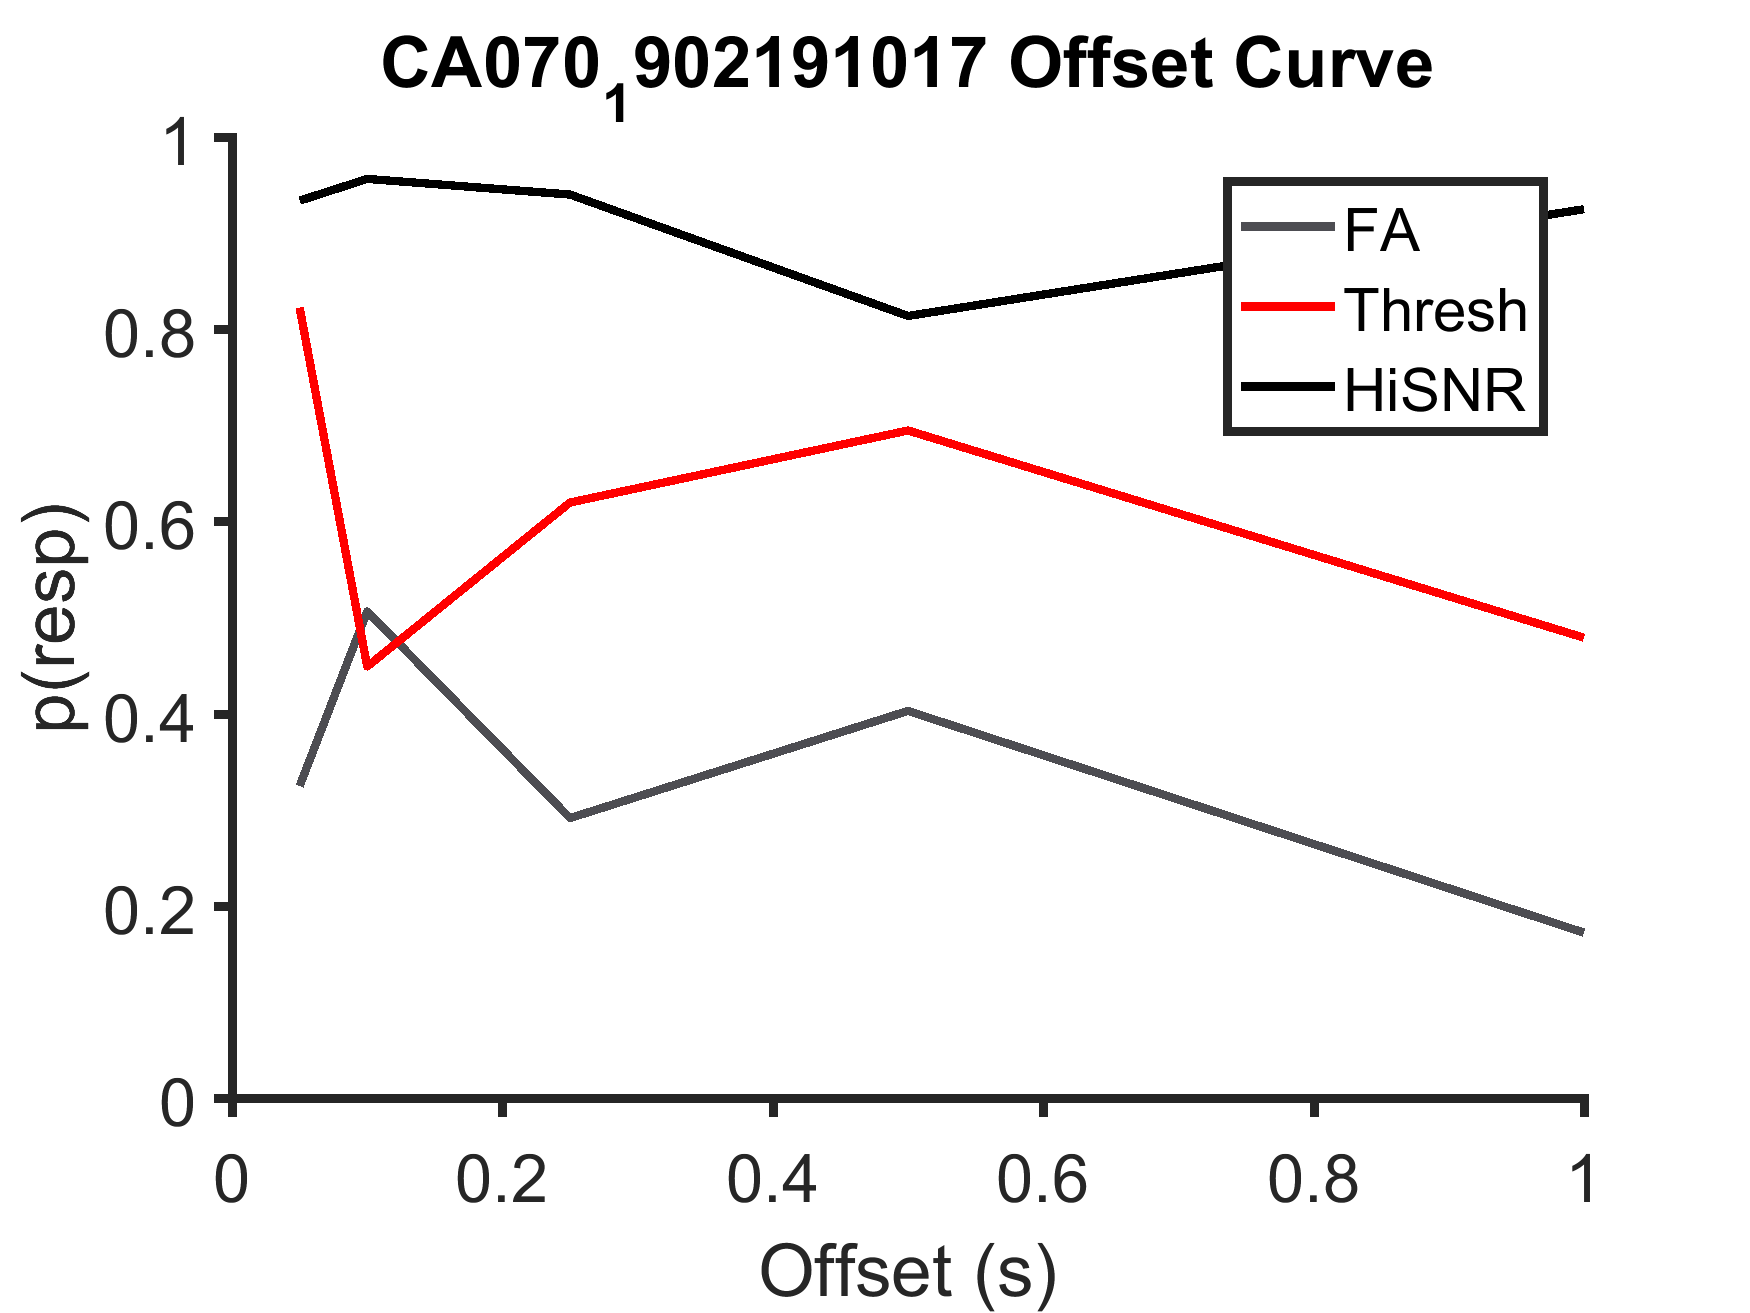 CA070₁902191017 Offset Curve
1
0.8
0.6
0.4
0.2
0
p(resp)
FA
Thresh
HiSNR
0 0.2 0.4 0.6 0.8 1
Offset (s)